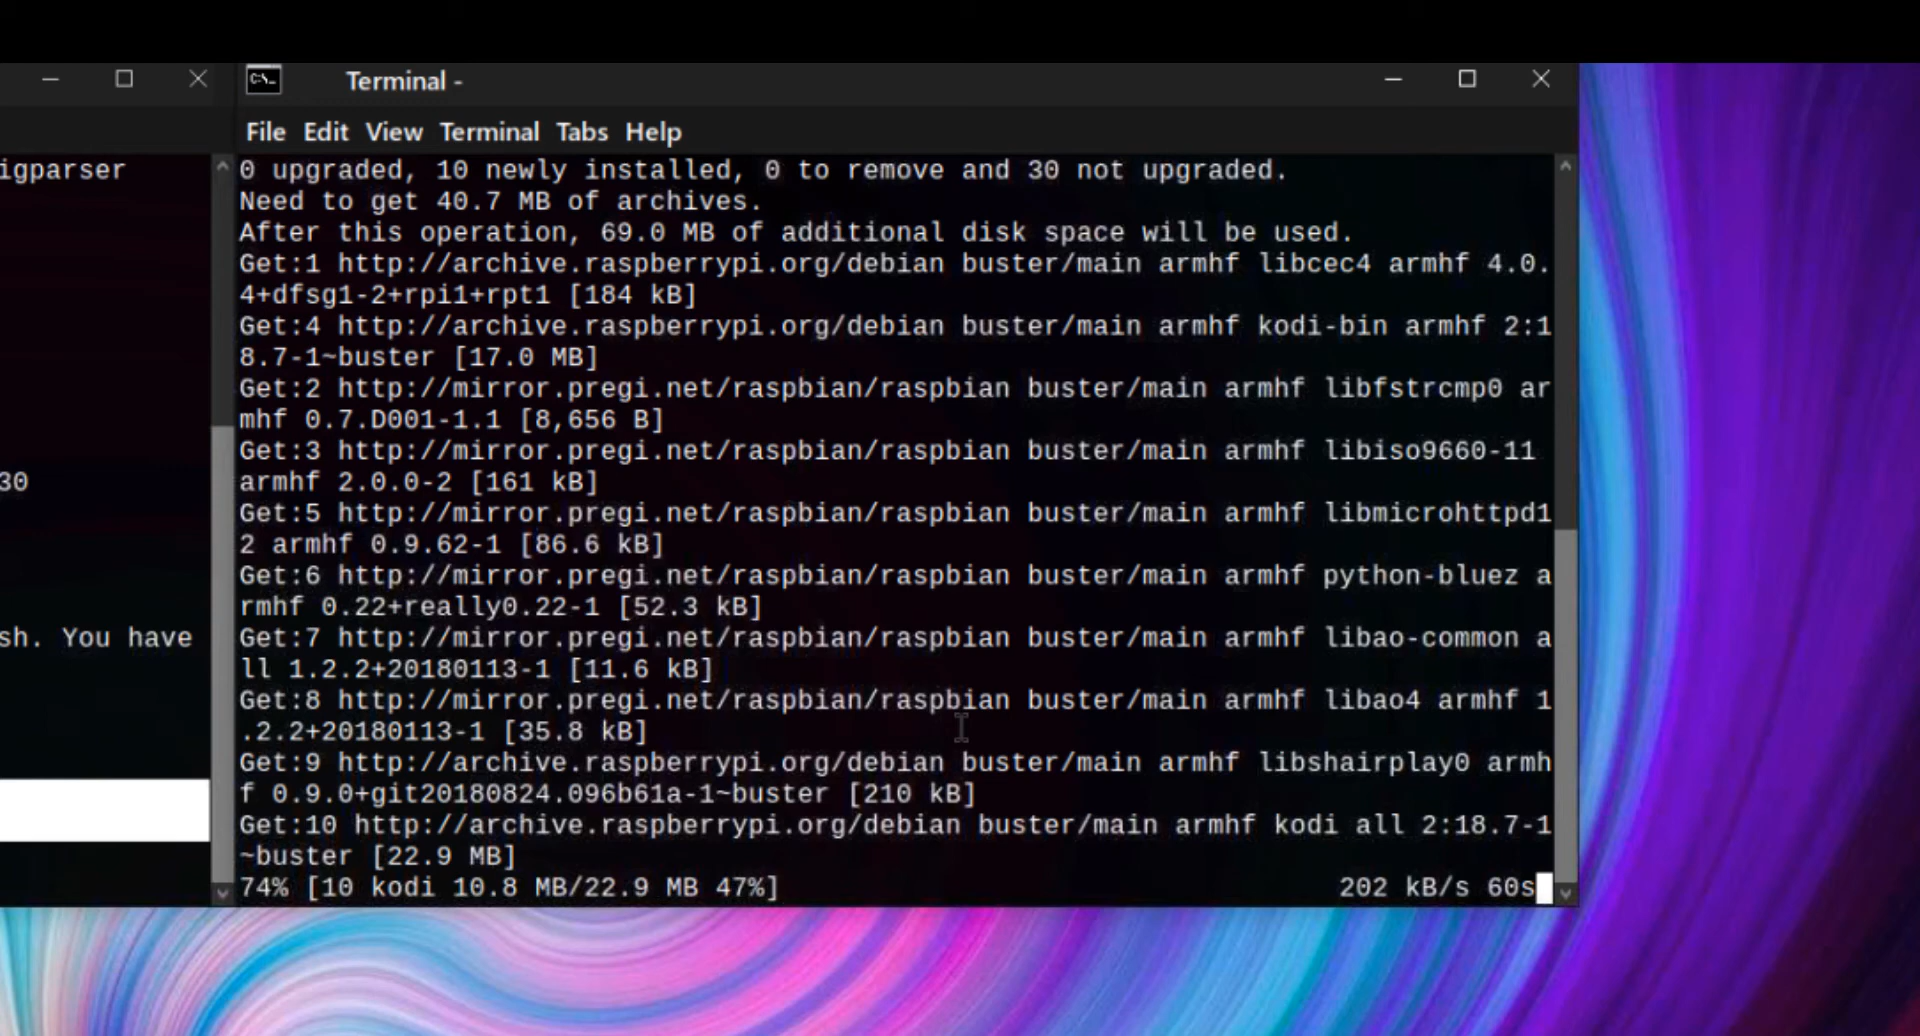 Terminal -
File Edit View Terminal Tabs Help
igparser
30
sh. You have
0 upgraded, 10 newly installed, 0 to remove and 30 not upgraded.
Need to get 40.7 MB of archives.
After this operation, 69.0 MB of additional disk space will be used.
Get:1 http://archive.raspberrypi.org/debian buster/main armhf libcec4 armhf 4.0.
4+dfsg1-2+rpi1+rpt1 [184 kB]
Get:4 http://archive.raspberrypi.org/debian buster/main armhf kodi-bin armhf 2:1
8.7-1~buster [17.0 MB]
Get:2 http://mirror.pregi.net/raspbian/raspbian buster/main armhf libfstrcmp0 ar
mhf 0.7.D001-1.1 [8,656 B]
Get:3 http://mirror.pregi.net/raspbian/raspbian buster/main armhf libiso9660-11
armhf 2.0.0-2 [161 kB]
Get:5 http://mirror.pregi.net/raspbian/raspbian buster/main armhf libmicrohttpd1
2 armhf 0.9.62-1 [86.6 kB]
Get:6 http://mirror.pregi.net/raspbian/raspbian buster/main armhf python-bluez a
rmhf 0.22+really0.22-1 [52.3 kB]
Get:7 http://mirror.pregi.net/raspbian/raspbian buster/main armhf libao-common a
ll 1.2.2+20180113-1 [11.6 kB]
Get:8 http://mirror.pregi.net/raspbian/raspbian buster/main armhf libao4 armhf 1
.2.2+20180113-1 [35.8 kB]
Get:9 http://archive.raspberrypi.org/debian buster/main armhf libshairplay0 armh
f 0.9.0+git20180824.096b61a-1~buster [210 kB]
Get:10 http://archive.raspberrypi.org/debian buster/main armhf kodi all 2:18.7-1
~buster [22.9 MB]
74% [10 kodi 10.8 MB/22.9 MB 47%] 202 kB/s 60s